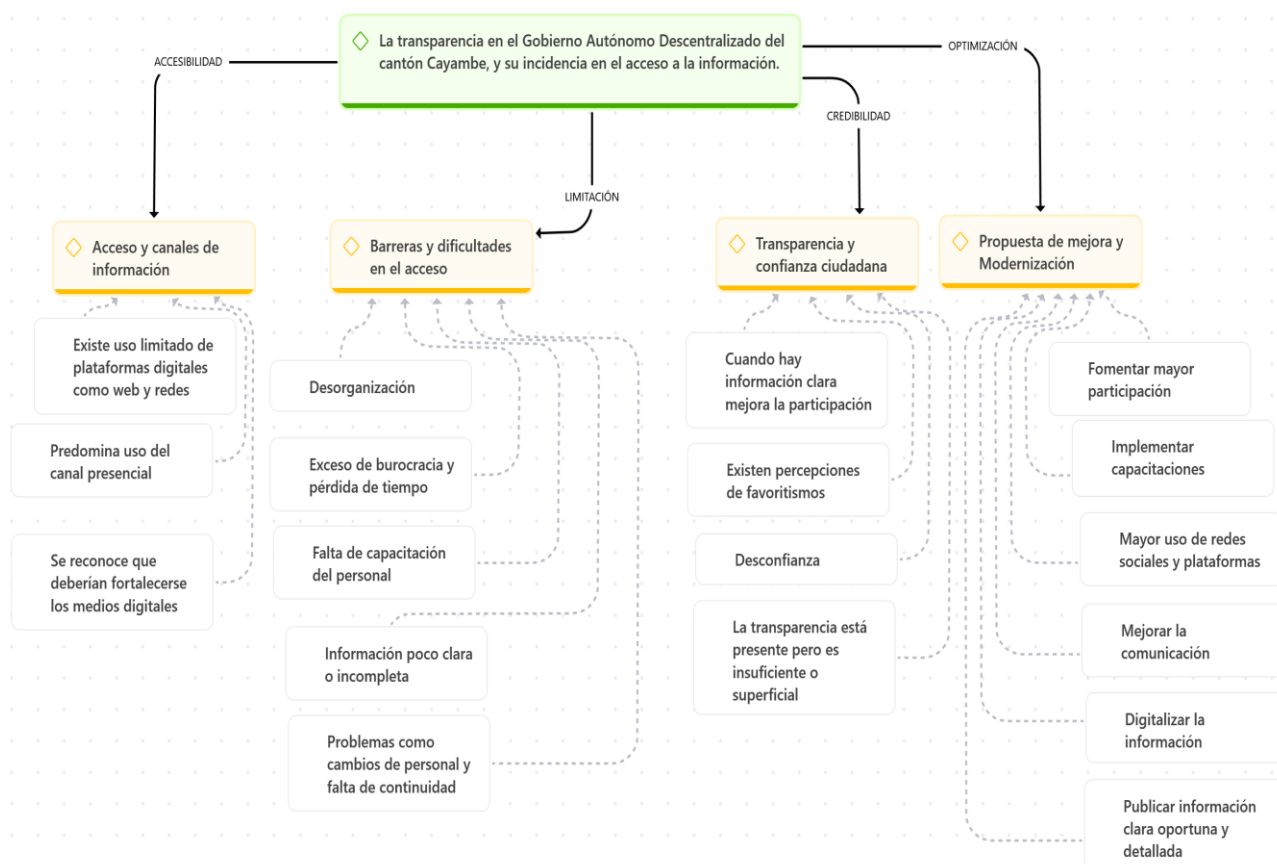 La transparencia en el Gobierno Autónomo Descentralizado del
cantón Cayambe, y su incidencia en el acceso a la información.
ACCESIBILIDAD
OPTIMIZACIÓN
CREDIBILIDAD
LIMITACIÓN
Acceso y canales de
información
Existe uso limitado de
plataformas digitales
como web y redes
Predomina uso del
canal presencial
Se reconoce que
deberían fortalecerse
los medios digitales
Barreras y dificultades
en el acceso
Desorganización
Exceso de burocracia y
pérdida de tiempo
Falta de capacitación
del personal
Información poco clara
o incompleta
Problemas como
cambios de personal y
falta de continuidad
Transparencia y
confianza ciudadana
Cuando hay
información clara
mejora la participación
Existen percepciones
de favoritismos
Desconfianza
La transparencia está
presente pero es
insuficiente o
superficial
Propuesta de mejora y
Modernización
Fomentar mayor
participación
Implementar
capacitaciones
Mayor uso de redes
sociales y plataformas
Mejorar la
comunicación
Digitalizar la
información
Publicar información
clara oportuna y
detallada